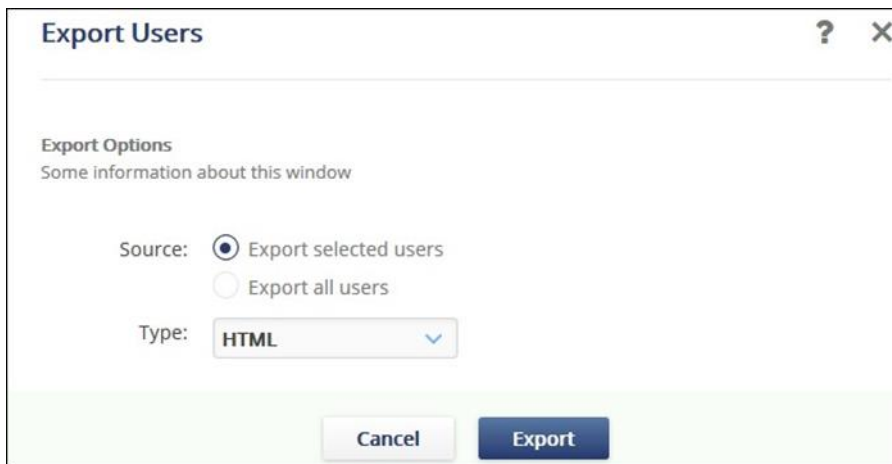 Export Users ?
Export Options
Some information about this window
Source: Export selected users
Export all users
Type: HTML
Cancel Export